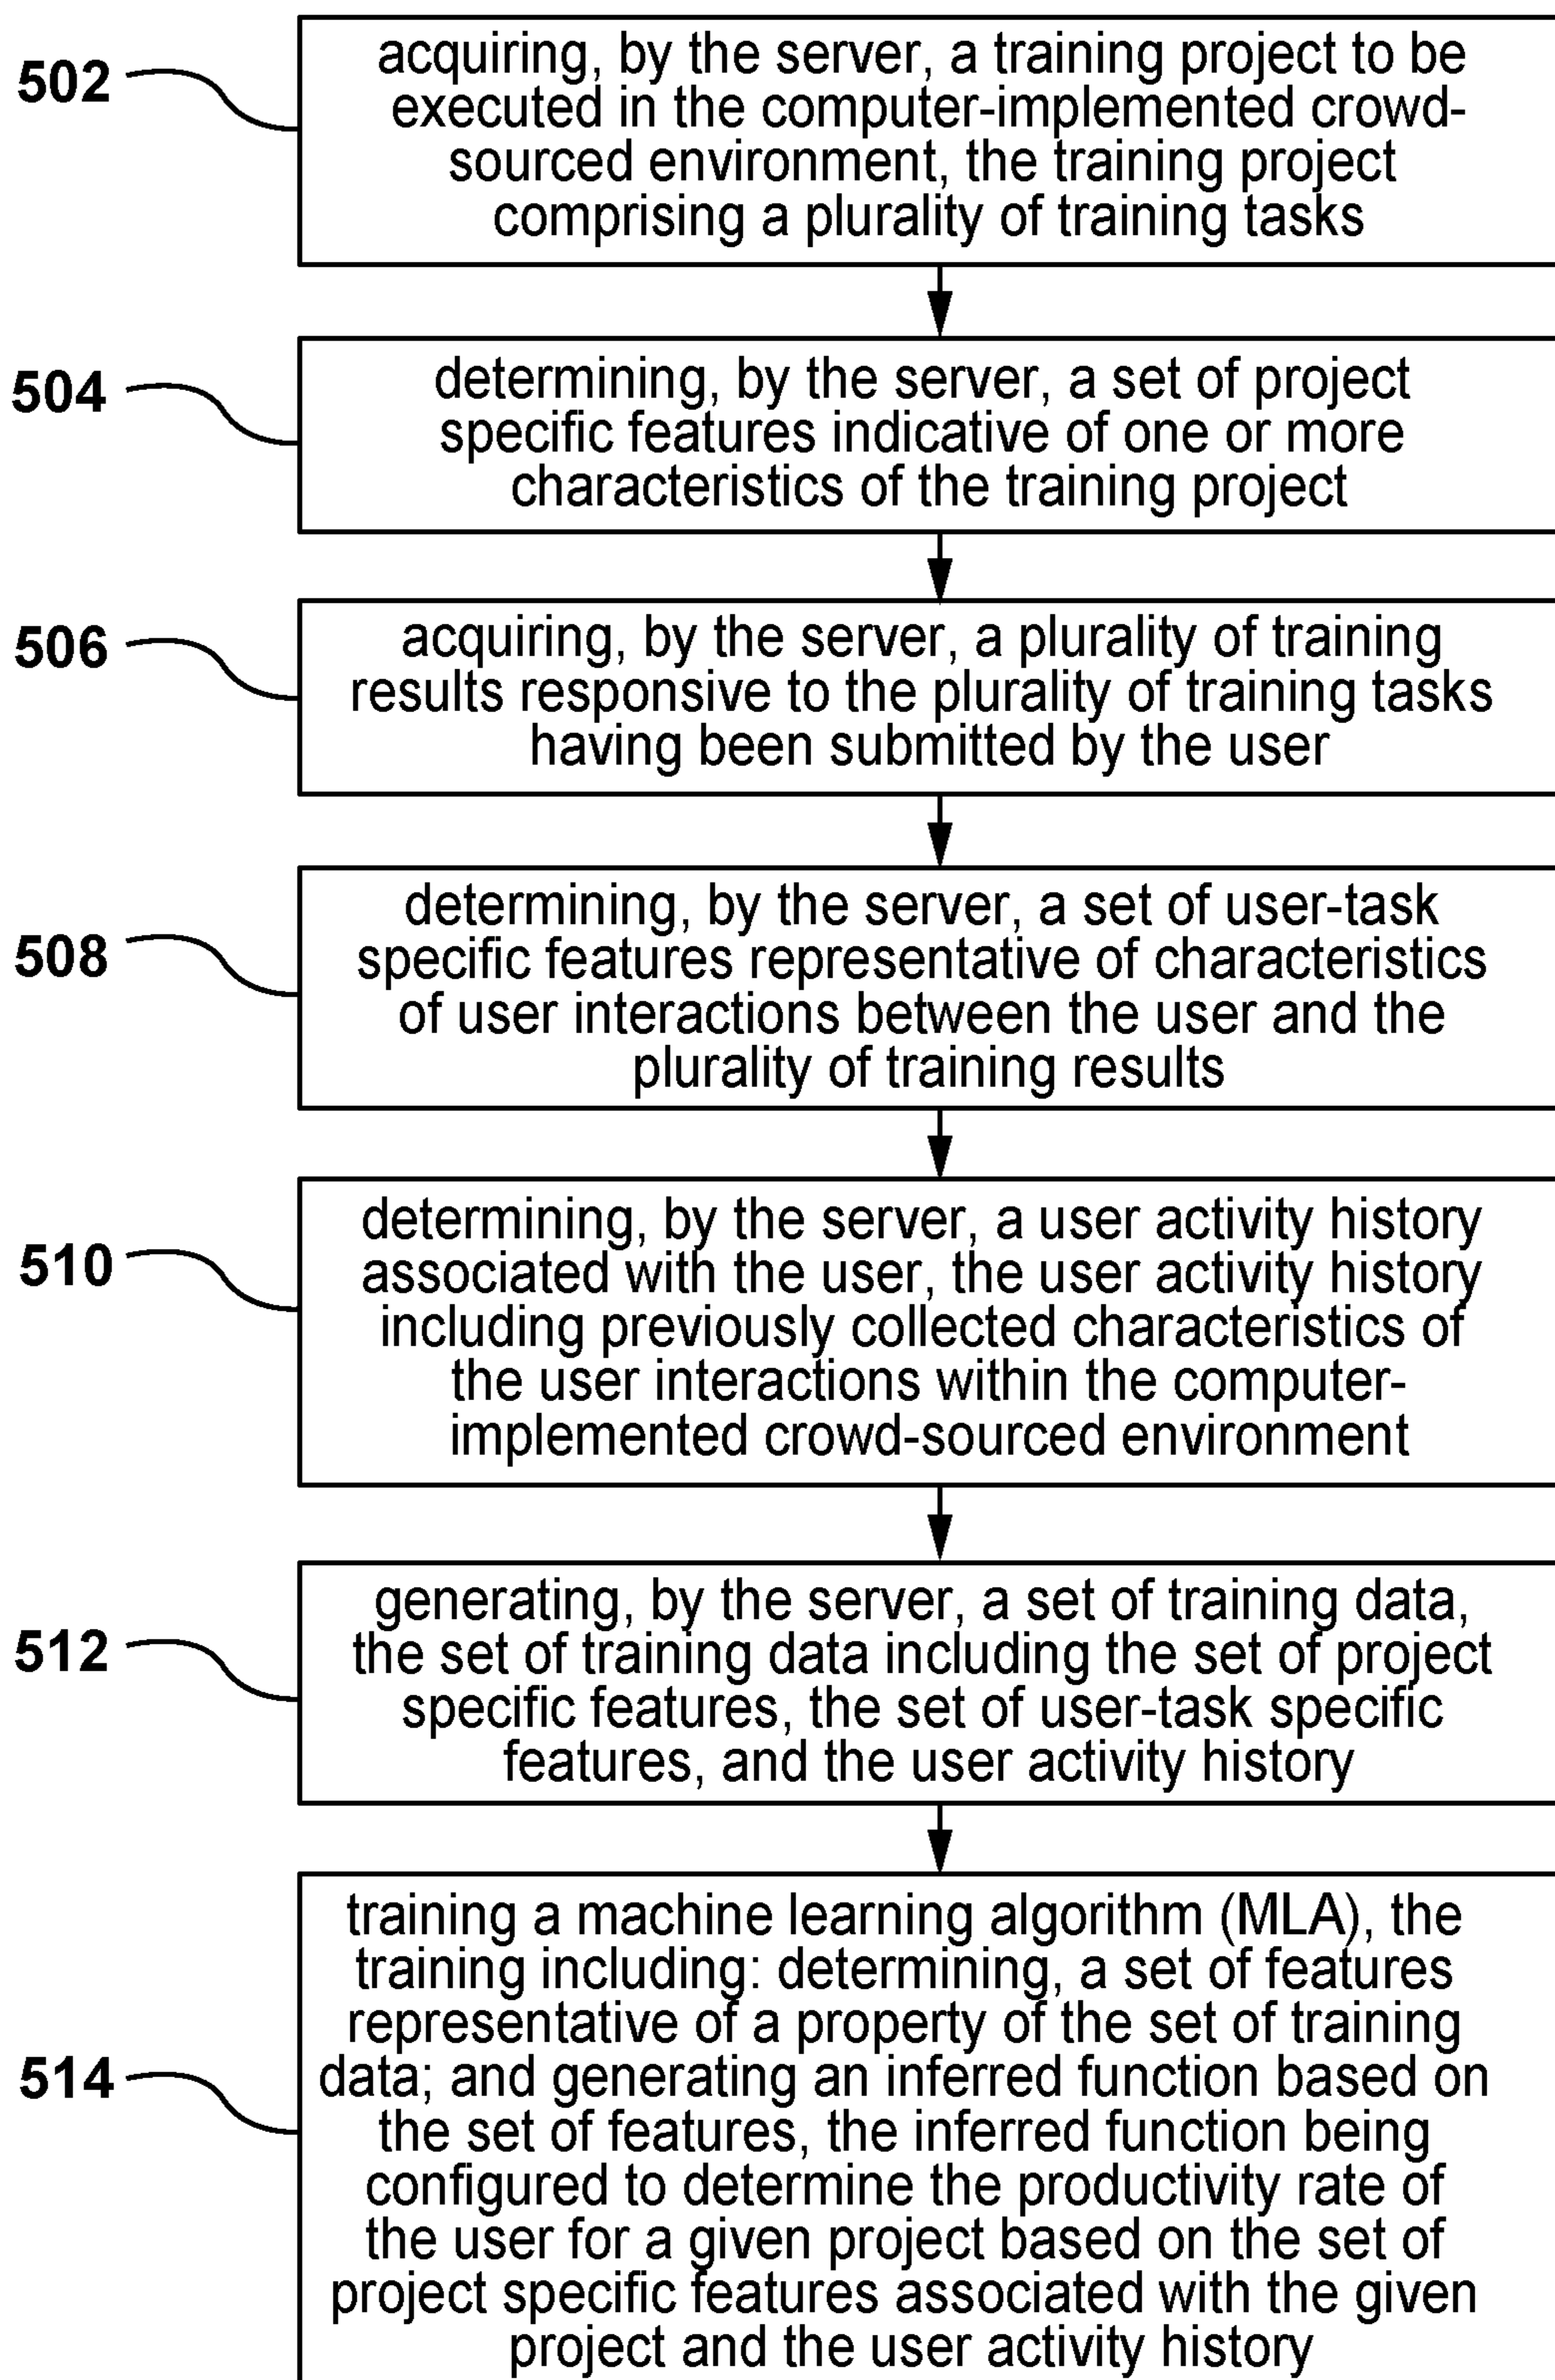 502
acquiring, by the server, a training project to be
executed in the computer-implemented crowd-
sourced environment, the training project
comprising a plurality of training tasks
504
determining, by the server, a set of project
specific features indicative of one or more
characteristics of the training project
506
acquiring, by the server, a plurality of training
results responsive to the plurality of training tasks
having been submitted by the user
508
determining, by the server, a set of user-task
specific features representative of characteristics
of user interactions between the user and the
plurality of training results
510
determining, by the server, a user activity history
associated with the user, the user activity history
including previously collected characteristics of
the user interactions within the computer-
implemented crowd-sourced environment
512
generating, by the server, a set of training data,
the set of training data including the set of project
specific features, the set of user-task specific
features, and the user activity history
514
training a machine learning algorithm (MLA), the
training including: determining, a set of features
representative of a property of the set of training
data; and generating an inferred function based on
the set of features, the inferred function being
configured to determine the productivity rate of
the user for a given project based on the set of
project specific features associated with the given
project and the user activity history